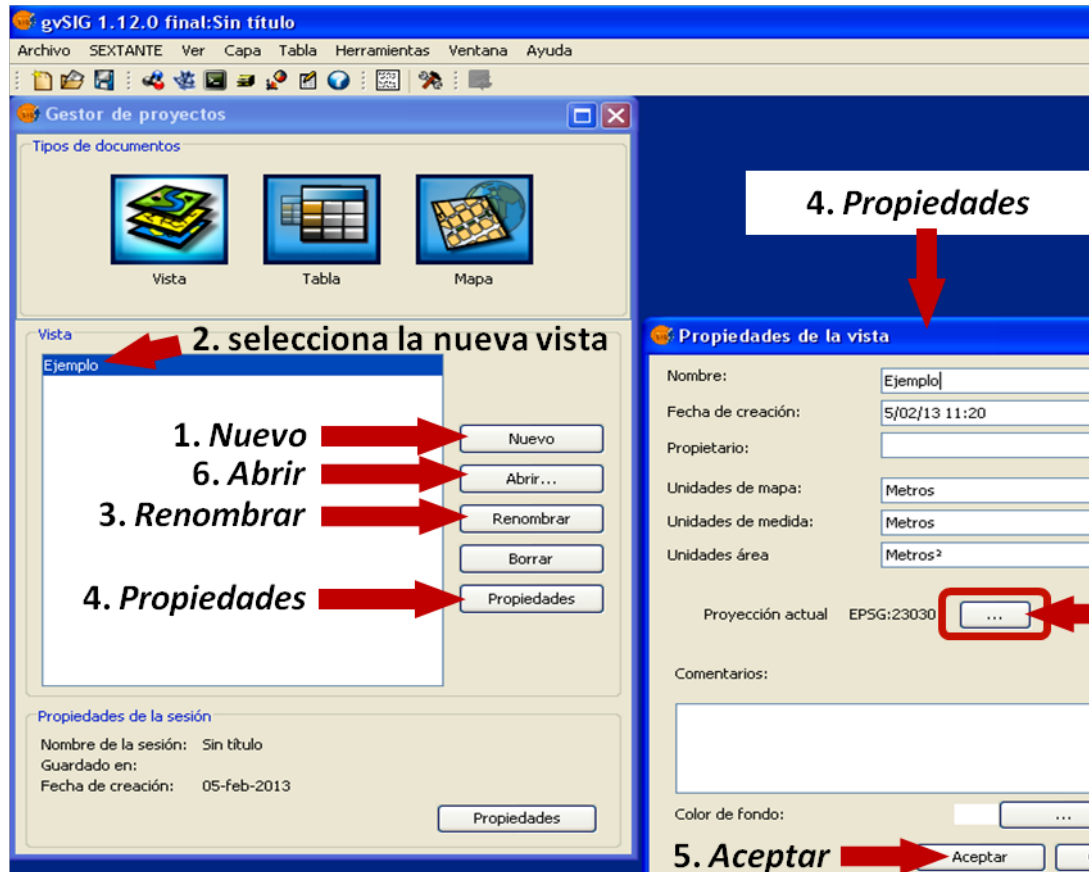 gvSIG 1.12.0 final:Sin título
Archivo SEXTANTE Ver Capa Tabla Herramientas Ventana Ayuda
Gestor de proyectos
Tipos de documentos
Vista Tabla Mapa
Vista
2. selecciona la nueva vista
Ejemplo
1. Nuevo
Nuevo
6. Abrir
Abrir...
3. Renombrar
Renombrar
Borrar
4. Propiedades
Propiedades
Propiedades de la sesión
Nombre de la sesión: Sin título
Guardado en:
Fecha de creación: 05-feb-2013
Propiedades
4. Propiedades
Propiedades de la vista
Nombre: Ejemplo
Fecha de creación: 5/02/13 11:20
Propietario:
Unidades de mapa: Metros
Unidades de medida: Metros
Unidades área Metros²
Proyección actual EPSG:23030 ...
Comentarios:
Color de fondo: ...
5. Aceptar
Aceptar